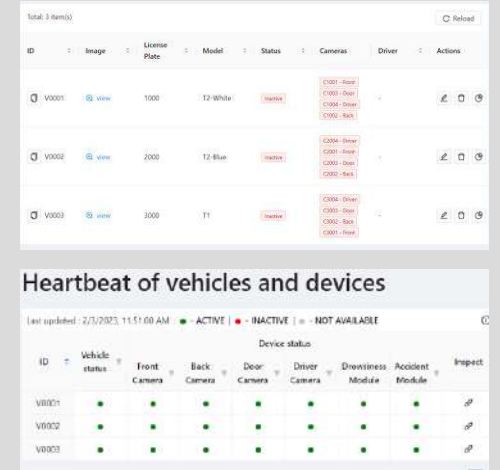 Total: 3 item(s)
Reload
ID Image License Plate Model Status Cameras Driver Actions
V0001 view 1000 T2-White Inactive C1001 - Front -
C1003 - Door
C1004 - Driver
C1002 - Back
V0002 view 2000 T2-Blue Inactive C2004 - Driver -
C2001 - Front
C2003 - Door
C2002 - Back
V0003 view 3000 T1 Inactive C3004 - Driver -
C3003 - Door
C3002 - Back
C3001 - Front
Heartbeat of vehicles and devices
Last updated : 2/3/2023, 11:51:00 AM - ACTIVE | - INACTIVE | - NOT AVAILABLE
Device status
ID Vehicle status Front Camera Back Camera Door Camera Driver Camera Drowsiness Module Accident Module Inspect
V0001
V0002
V0003